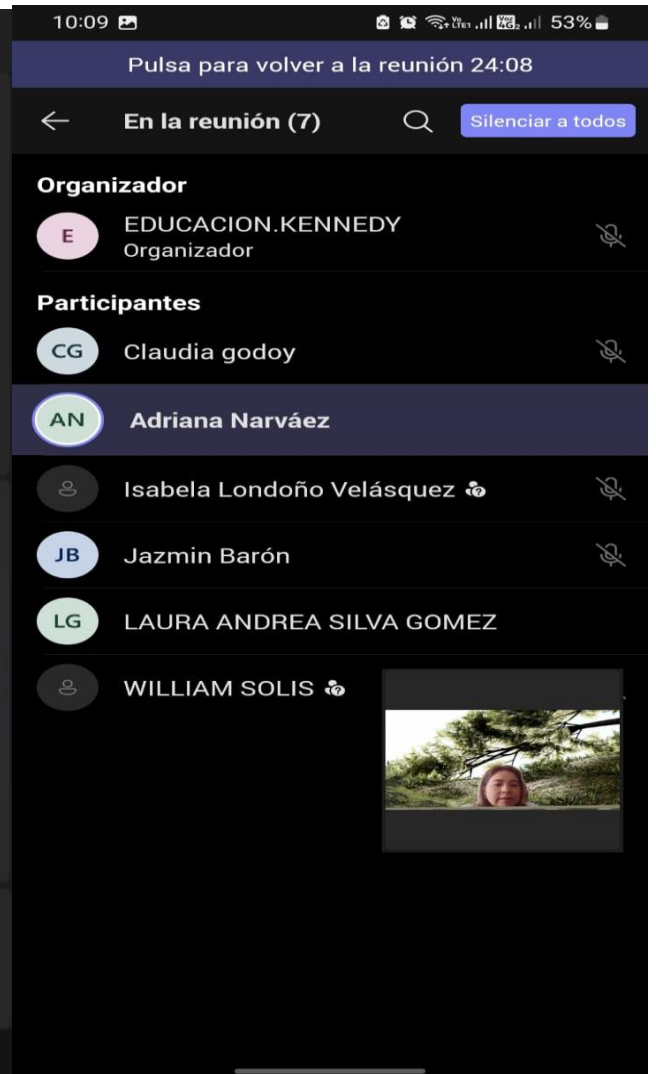 10:09 53%
Pulsa para volver a la reunión 24:08
En la reunión (7) Silenciar a todos
Organizador
E EDUCACION.KENNEDY
Organizador
Participantes
CG Claudia godoy
AN Adriana Narváez
Isabela Londoño Velásquez
JB Jazmin Barón
LG LAURA ANDREA SILVA GOMEZ
WILLIAM SOLIS